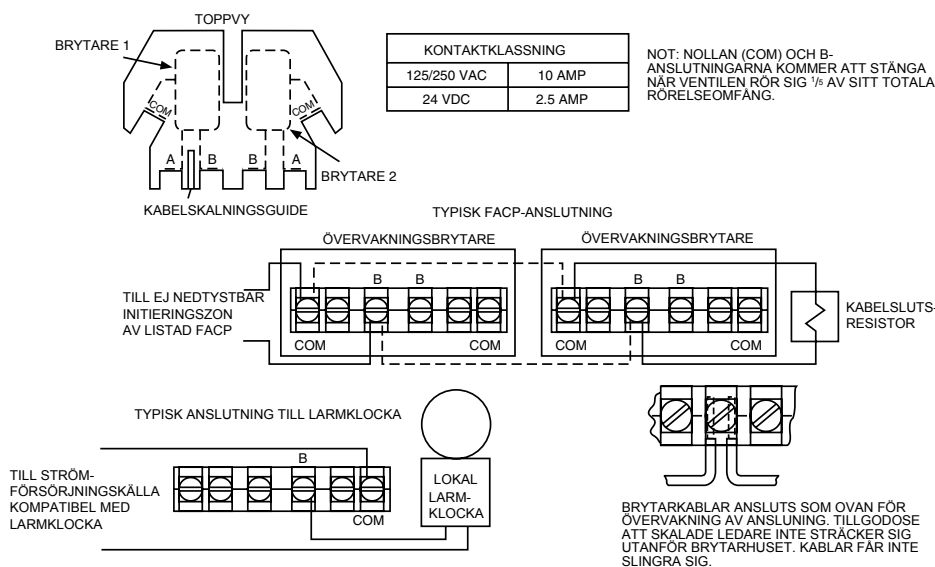 TOPPVY
BRYTARE 1
COM
COM
A
B
B
A
BRYTARE 2
KABELSKALNINGSGUIDE
KONTAKTKLASSNING
125/250 VAC 10 AMP
24 VDC 2.5 AMP
NOT: NOLLAN (COM) OCH B-
ANSLUTNINGARNA KOMMER ATT STÄNGA
NÄR VENTILEN RÖR SIG 1/5 AV SITT TOTALA
RÖRELSEOMFÅNG.
TYPISK FACP-ANSLUTNING
ÖVERVAKNINGSBRYTARE
ÖVERVAKNINGSBRYTARE
B B
B B
TILL EJ NEDTYSTBAR
INITIERINGSZON
AV LISTAD FACP
COM COM
COM COM
KABELSLUTS-
RESISTOR
TYPISK ANSLUTNING TILL LARMKLOCKA
B
TILL STRÖM-
FÖRSÖRJNINGSKÄLLA
KOMPATIBEL MED
LARMKLOCKA
COM
LOKAL
LARM-
KLOCKA
BRYTARKABLAR ANSLUTS SOM OVAN FÖR
ÖVERVAKNING AV ANSLUNING. TILLGODOSE
ATT SKALADE LEDARE INTE STRÄCKER SIG
UTANFÖR BRYTARHUSET. KABLAR FÅR INTE
SLINGRA SIG.